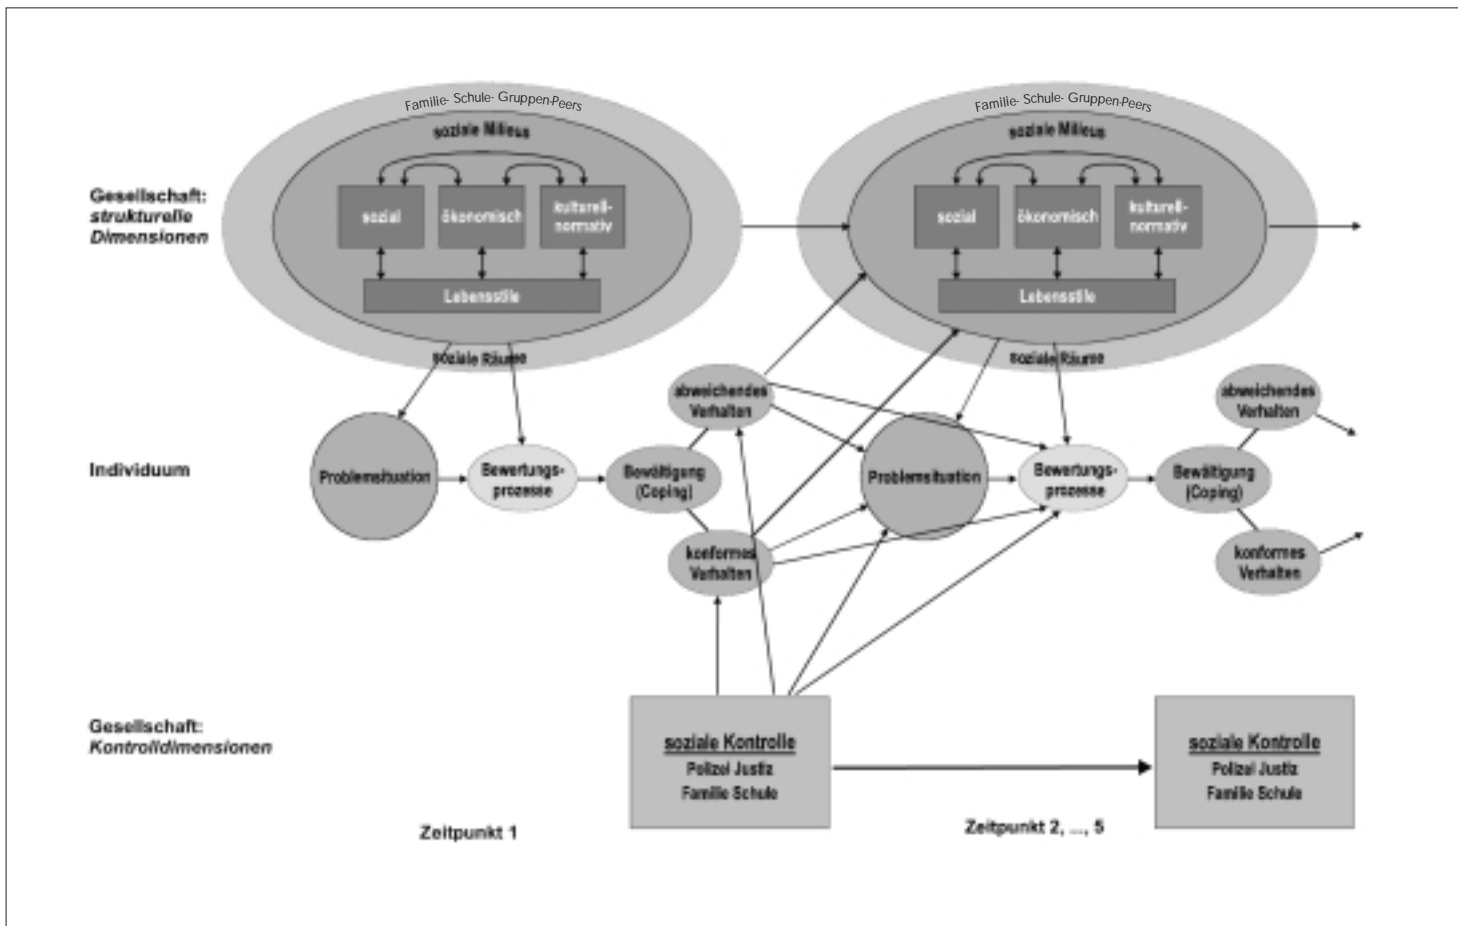 Familie- Schule- Gruppen-Peers
soziale Milieus
sozial
ökonomisch
kulturell-
normativ
Lebensstile
soziale Räume
Familie- Schule- Gruppen-Peers
soziale Milieus
sozial
ökonomisch
kulturell-
normativ
Lebensstile
soziale Räume
Gesellschaft:
strukturelle
Dimensionen
abweichendes
Verhalten
abweichendes
Verhalten
Individuum
Problemsituation
Bewertungs-
prozesse
Bewältigung
(Coping)
Problemsituation
Bewertungs-
prozesse
Bewältigung
(Coping)
konformes
Verhalten
konformes
Verhalten
Gesellschaft:
Kontrolldimensionen
soziale Kontrolle
Polizei Justiz
Familie Schule
soziale Kontrolle
Polizei Justiz
Familie Schule
Zeitpunkt 1
Zeitpunkt 2, ..., 5